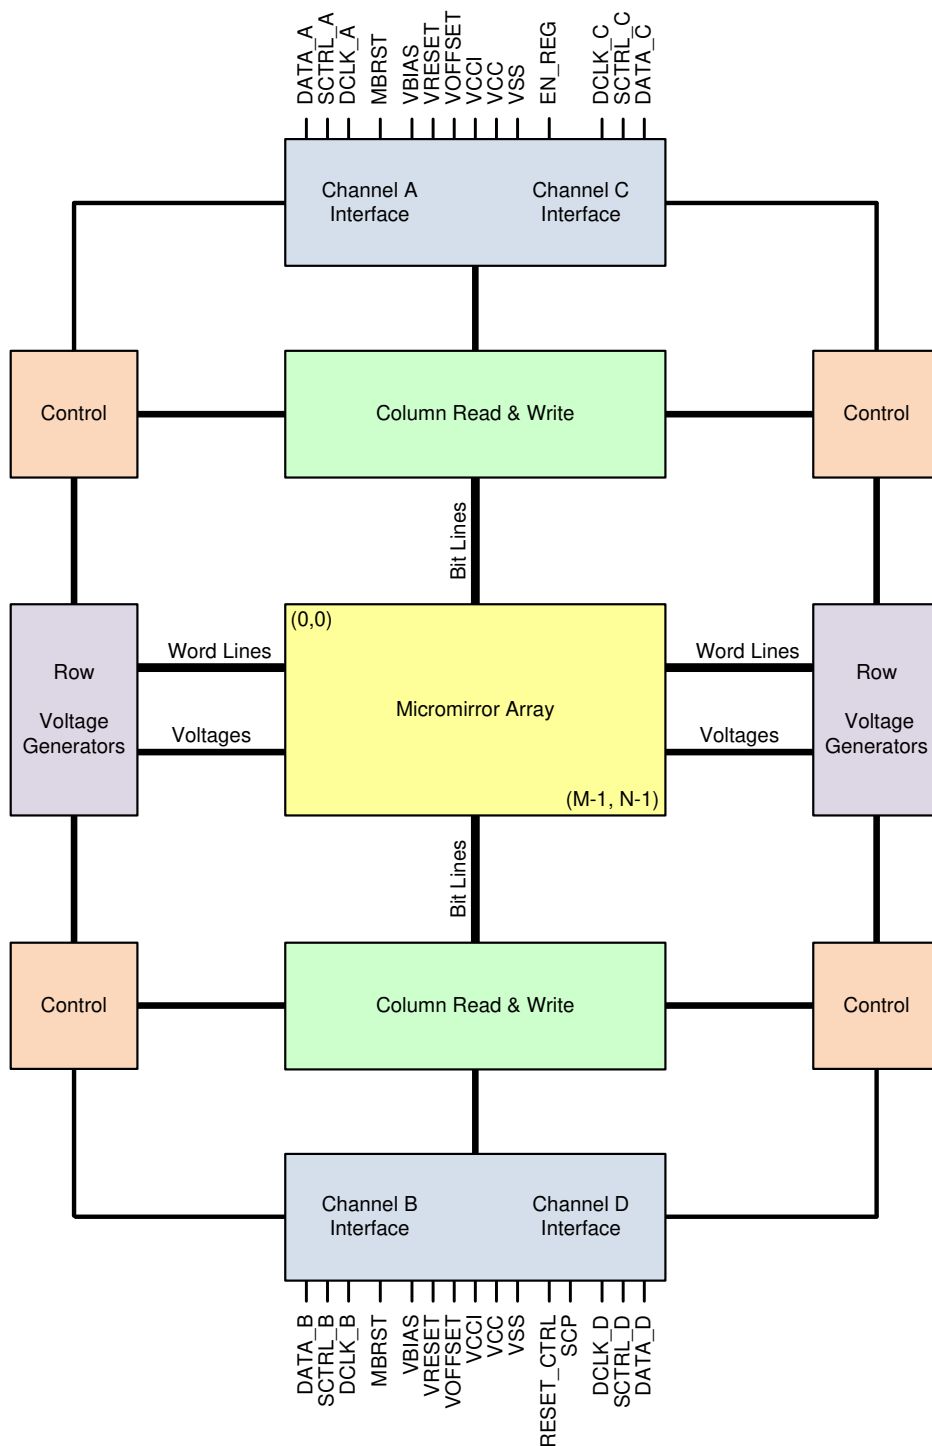 DATA_A
SCTRL_A
DCLK_A
MBRST
VBIAS
VRESET
VOFFSET
VCCI
VCC
VSS
EN_REG
DCLK_C
SCTRL_C
DATA_C
Channel A
Interface
Channel C
Interface
Control
Column Read & Write
Control
Bit Lines
(0,0)
Word Lines
Word Lines
Row
Row
Micromirror Array
Voltage
Generators
Voltage
Generators
Voltages
Voltages
(M-1, N-1)
Bit Lines
Control
Column Read & Write
Control
Channel B
Interface
Channel D
Interface
DATA_B
SCTRL_B
DCLK_B
MBRST
VBIAS
VRESET
VOFFSET
VCCI
VCC
VSS
RESET_CTRL
SCP
DCLK_D
SCTRL_D
DATA_D